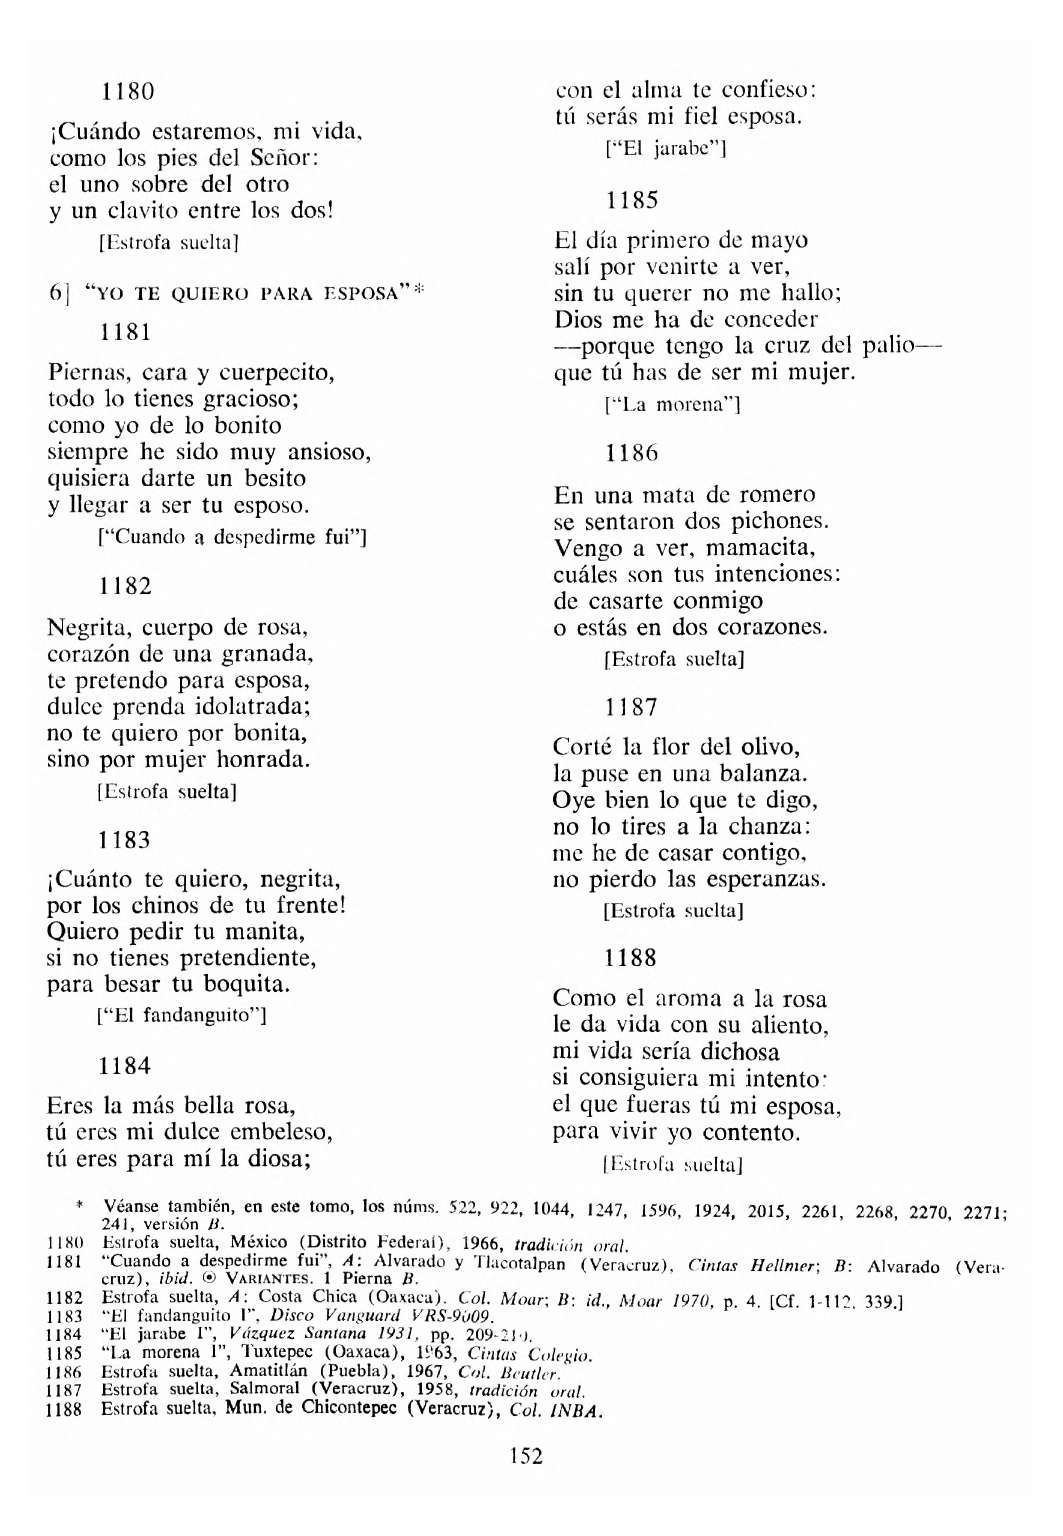 1180
¡Cuándo estaremos, mi vida,
como los pies del Señor:
el uno sobre del otro
y un clavito entre los dos!
[Estrofa suelta]
6] “YO TE QUIERO PARA ESPOSA”*
1181
Piernas, cara y cuerpecito,
todo lo tienes gracioso;
como yo de lo bonito
siempre he sido muy ansioso,
quisiera darte un besito
y llegar a ser tu esposo.
[“Cuando a despedirme fui”]
1182
Negrita, cuerpo de rosa,
corazón de una granada,
te pretendo para esposa,
dulce prenda idolatrada;
no te quiero por bonita,
sino por mujer honrada.
[Estrofa suelta]
1183
¡Cuánto te quiero, negrita,
por los chinos de tu frente!
Quiero pedir tu manita,
si no tienes pretendiente,
para besar tu boquita.
[“El fandanguito”]
1184
Eres la más bella rosa,
tú eres mi dulce embeleso,
tú eres para mí la diosa;
con el alma te confieso:
tú serás mi fiel esposa.
[“El jarabe”]
1185
El día primero de mayo
salí por venirte a ver,
sin tu querer no me hallo;
Dios me ha de conceder
—porque tengo la cruz del palio—
que tú has de ser mi mujer.
[“La morena”]
1186
En una mata de romero
se sentaron dos pichones.
Vengo a ver, mamacita,
cuáles son tus intenciones:
de casarte conmigo
o estás en dos corazones.
[Estrofa suelta]
1187
Corté la flor del olivo,
la puse en una balanza.
Oye bien lo que te digo,
no lo tires a la chanza:
me he de casar contigo,
no pierdo las esperanzas.
[Estrofa suelta]
1188
Como el aroma a la rosa
le da vida con su aliento,
mi vida sería dichosa
si consiguiera mi intento:
el que fueras tú mi esposa,
para vivir yo contento.
[Estrofa suelta]
* Véanse también, en este tomo, los núms. 522, 922, 1044, 1247, 1596, 1924, 2015, 2261, 2268, 2270, 2271;
241, versión B.
1180 Estrofa suelta, México (Distrito Federal), 1966, tradición oral.
1181 “Cuando a despedirme fui”, A: Alvarado y Tlacotalpan (Veracruz), Cintas Hellmer; B: Alvarado (Vera-
cruz), ibid. ⊙ VARIANTES. 1 Pierna B.
1182 Estrofa suelta, A: Costa Chica (Oaxaca), Col. Moar; B: id., Moar 1970, p. 4. [Cf. 1-112, 339.]
1183 “El fandanguito I”, Disco Vanguard VRS-9009.
1184 “El jarabe I”, Vázquez Santana 1931, pp. 209-210.
1185 “La morena I”, Tuxtepec (Oaxaca), 1963, Cintas Colegio.
1186 Estrofa suelta, Amatitlán (Puebla), 1967, Col. Beutler.
1187 Estrofa suelta, Salmoral (Veracruz), 1958, tradición oral.
1188 Estrofa suelta, Mun. de Chicontepec (Veracruz), Col. INBA.
152